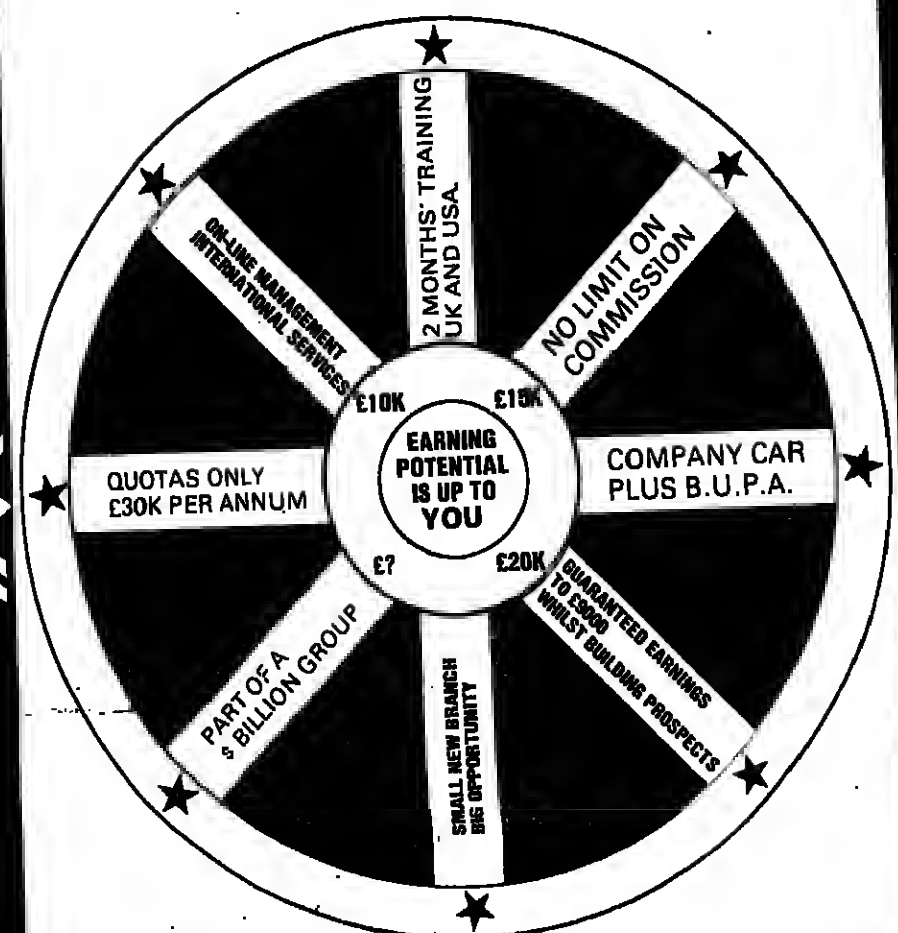 2 MONTHS' TRAINING
UK AND USA
NO LIMIT ON
COMMISSION
COMPANY CAR
PLUS B.U.P.A.
GUARANTEED EARNINGS
TO £9000
WHILST BUILDING PROSPECTS
SMALL NEW BRANCH
BIG OPPORTUNITY
PART OF A
$ BILLION GROUP
QUOTAS ONLY
£30K PER ANNUM
ON-LINE MANAGEMENT
INTERNATIONAL SERVICES
£10K
£15K
EARNING
POTENTIAL
IS UP TO
YOU
£?
£20K